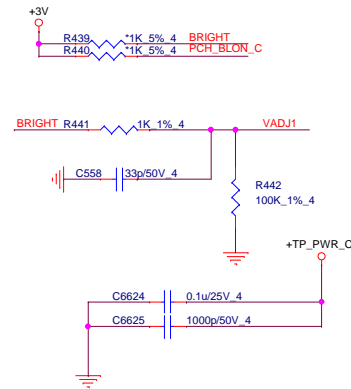 +3V
R439 *1K_5%_4 BRIGHT
R440 *1K_5%_4 PCH_BLON_C
BRIGHT R441 1K_1%_4 VADJ1
C558 33p/50V_4
R442
100K_1%_4
+TP_PWR_C
C6624 0.1u/25V_4
C6625 1000p/50V_4